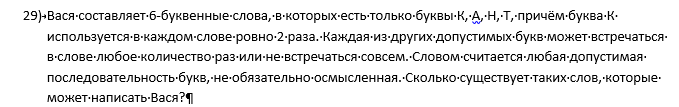 29) Вася составляет 6-буквенные слова, в которых есть только буквы К, А, Н, Т, причём буква К
используется в каждом слове ровно 2 раза. Каждая из других допустимых букв может встречаться
в слове любое количество раз или не встречаться совсем. Словом считается любая допустимая
последовательность букв, не обязательно осмысленная. Сколько существует таких слов, которые
может написать Вася?¶